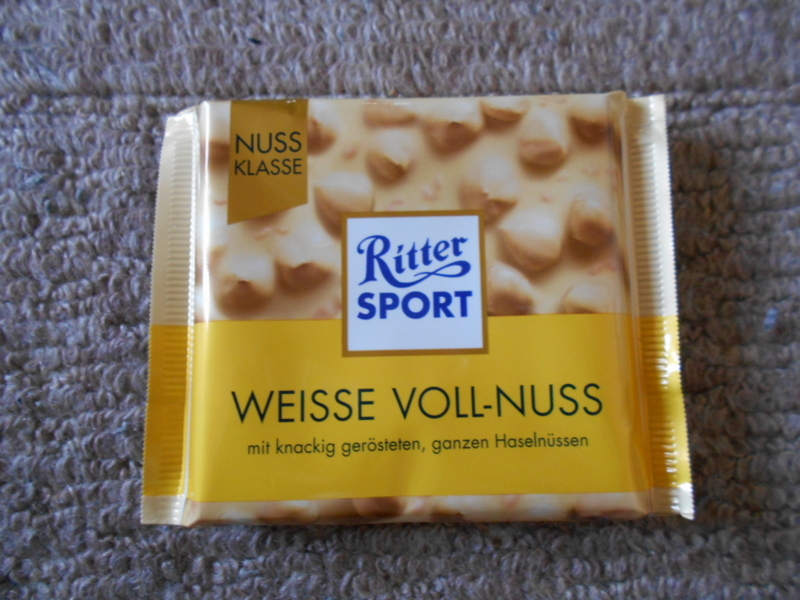 NUSS
KLASSE
Ritter
SPORT
WEISSE VOLL-NUSS
mit knackig gerösteten, ganzen Haselnüssen